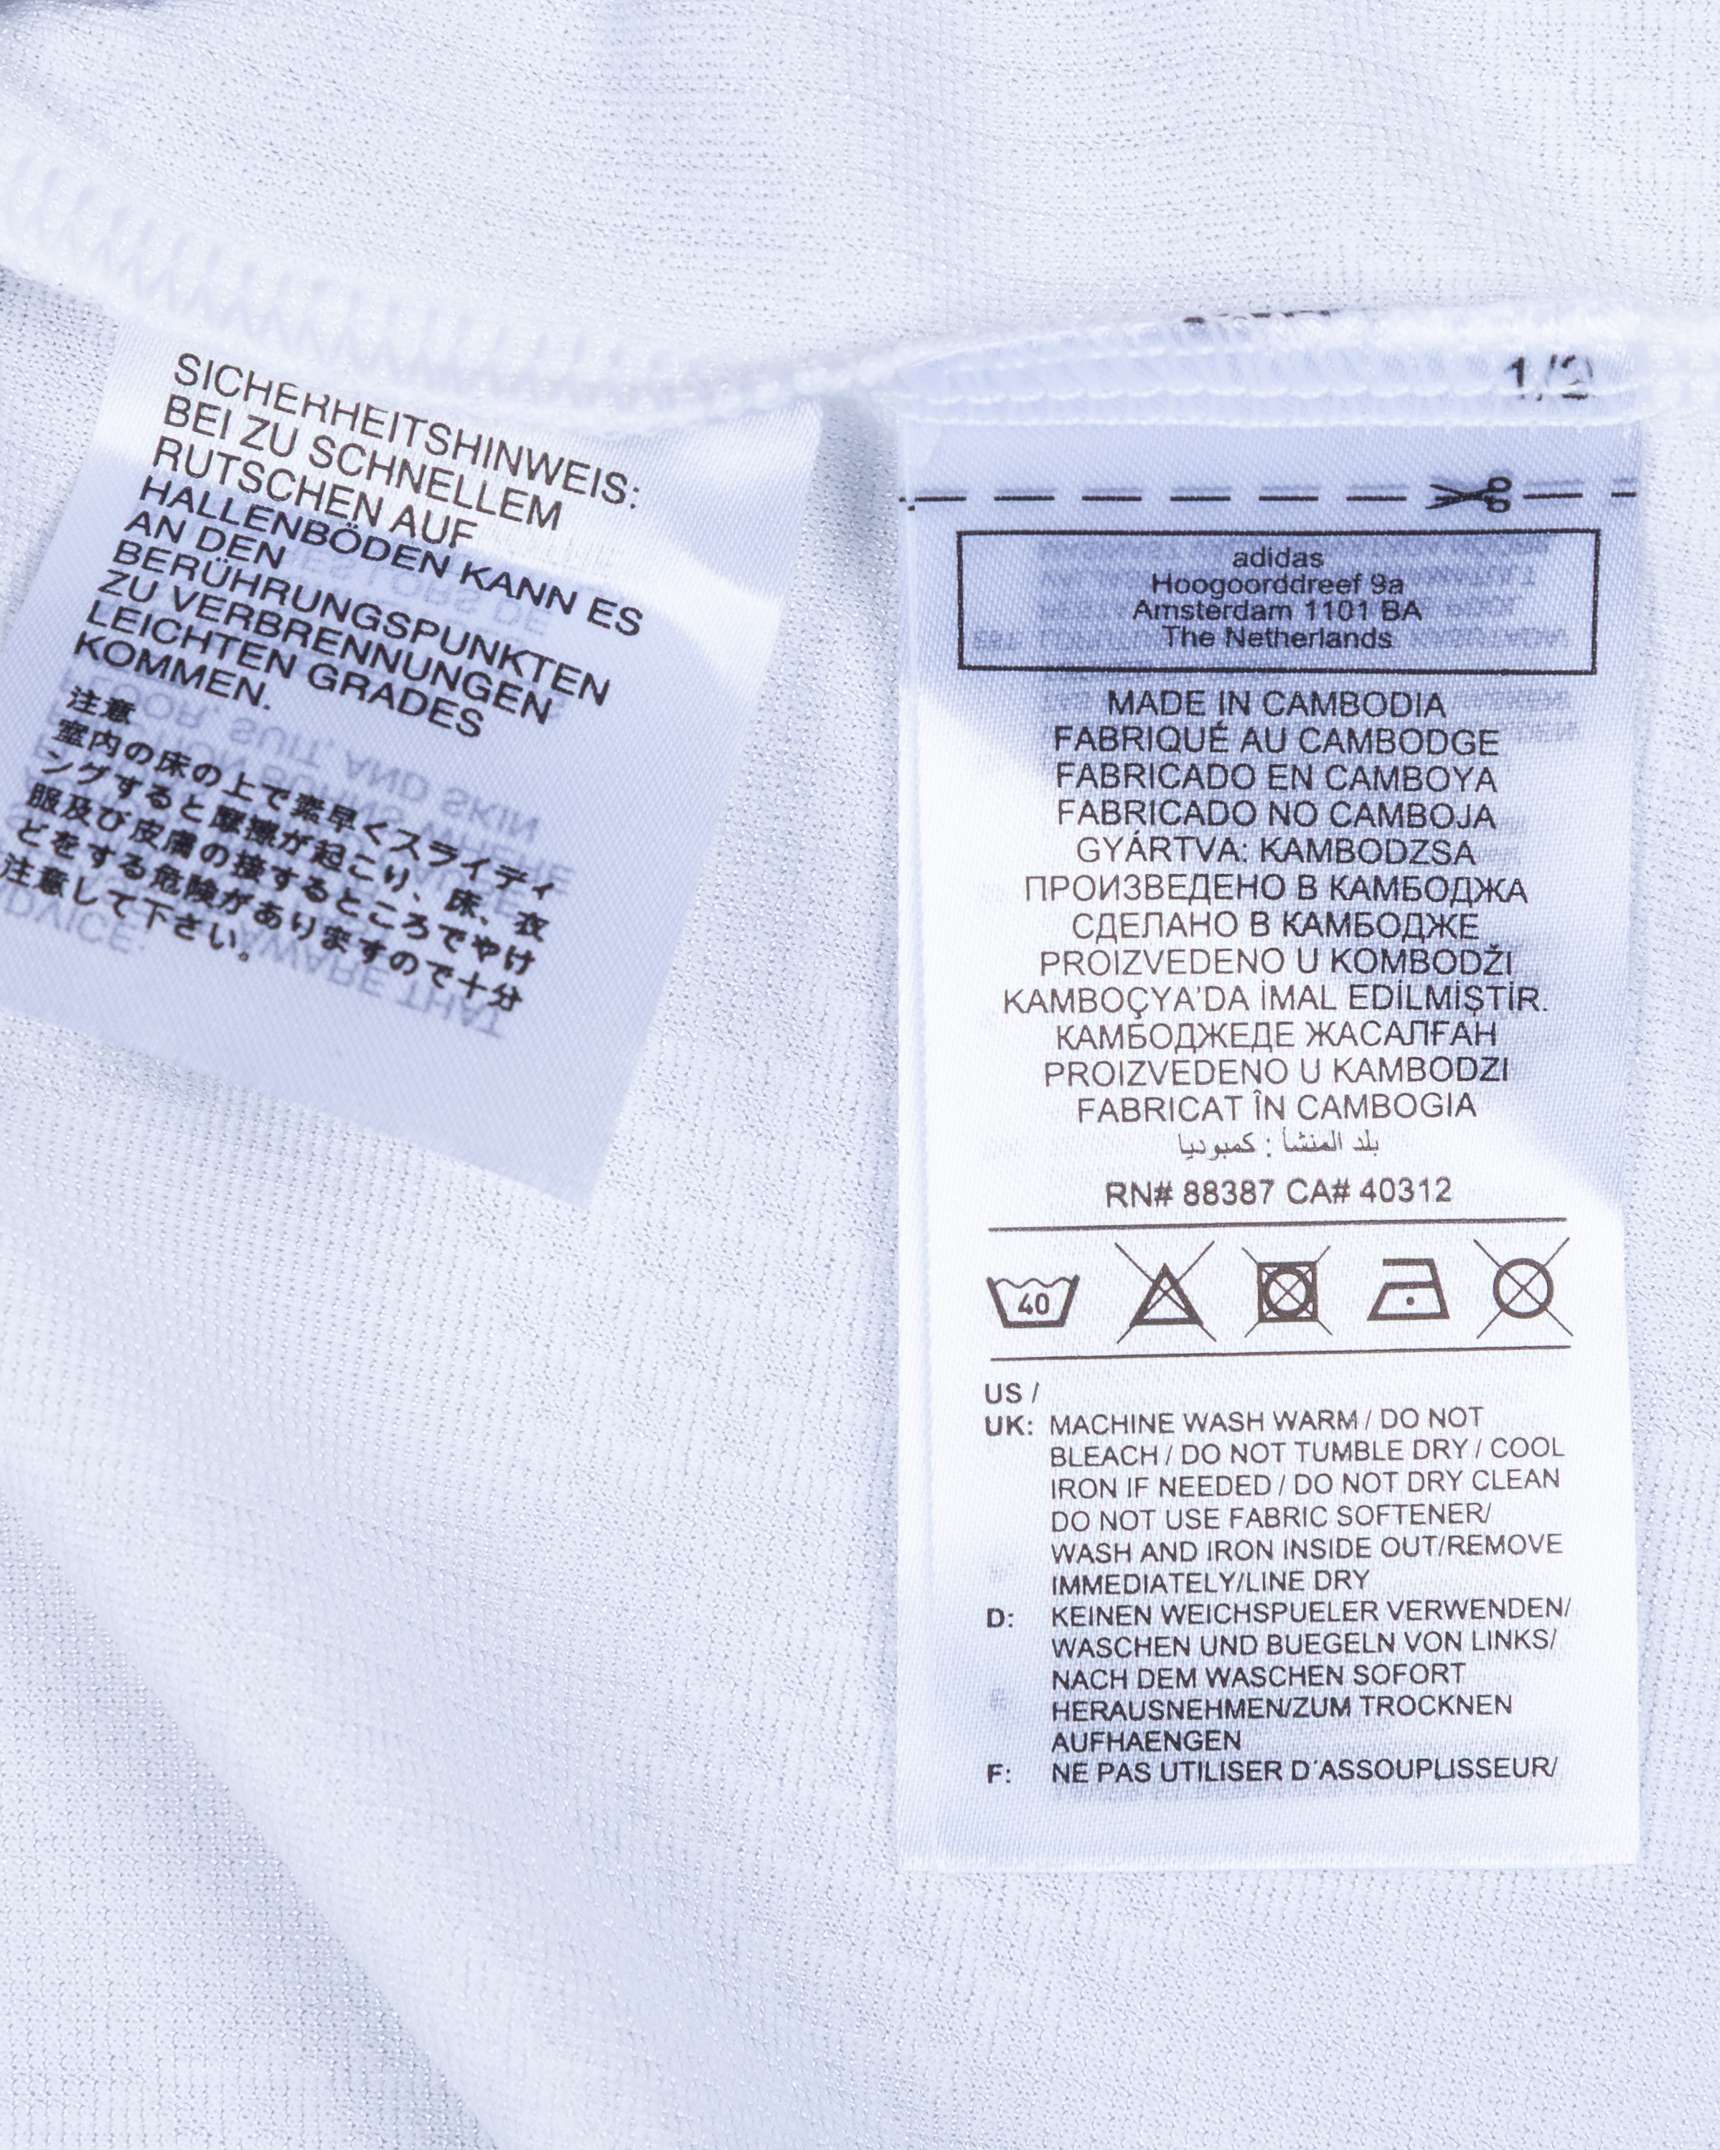 SICHERHEITSHINWEIS:
BEI ZU SCHNELLEM
RUTSCHEN AUF
HALLENBÖDEN KANN ES
AN DEN
BERÜHRUNGSPUNKTEN
ZU VERBRENNUNGEN
LEICHTEN GRADES
KOMMEN.
注意
室内の床の上で素早くスライディ
ングすると摩擦が起こり、床、衣
服及び皮膚の接するところでやけ
どをする危険がありますので十分
注意して下さい。
1/2
adidas
Hoogoorddreef 9a
Amsterdam 1101 BA
The Netherlands
MADE IN CAMBODIA
FABRIQUÉ AU CAMBODGE
FABRICADO EN CAMBOYA
FABRICADO NO CAMBOJA
GYÁRTVA: KAMBODZSA
ПРОИЗВЕДЕНО В КАМБОДЖА
СДЕЛАНО В КАМБОДЖЕ
PROIZVEDENO U KOMBODŽI
KAMBOÇYA'DA İMAL EDİLMİŞTİR.
КАМБОДЖЕДЕ ЖАСАЛҒАН
PROIZVEDENO U KAMBODZI
FABRICAT ÎN CAMBOGIA
بلد المنشأ : كمبوديا
RN# 88387 CA# 40312
40
US /
UK: MACHINE WASH WARM / DO NOT
BLEACH / DO NOT TUMBLE DRY / COOL
IRON IF NEEDED / DO NOT DRY CLEAN
DO NOT USE FABRIC SOFTENER/
WASH AND IRON INSIDE OUT/REMOVE
IMMEDIATELY/LINE DRY
D: KEINEN WEICHSPUELER VERWENDEN/
WASCHEN UND BUEGELN VON LINKS/
NACH DEM WASCHEN SOFORT
HERAUSNEHMEN/ZUM TROCKNEN
AUFHAENGEN
F: NE PAS UTILISER D'ASSOUPLISSEUR/